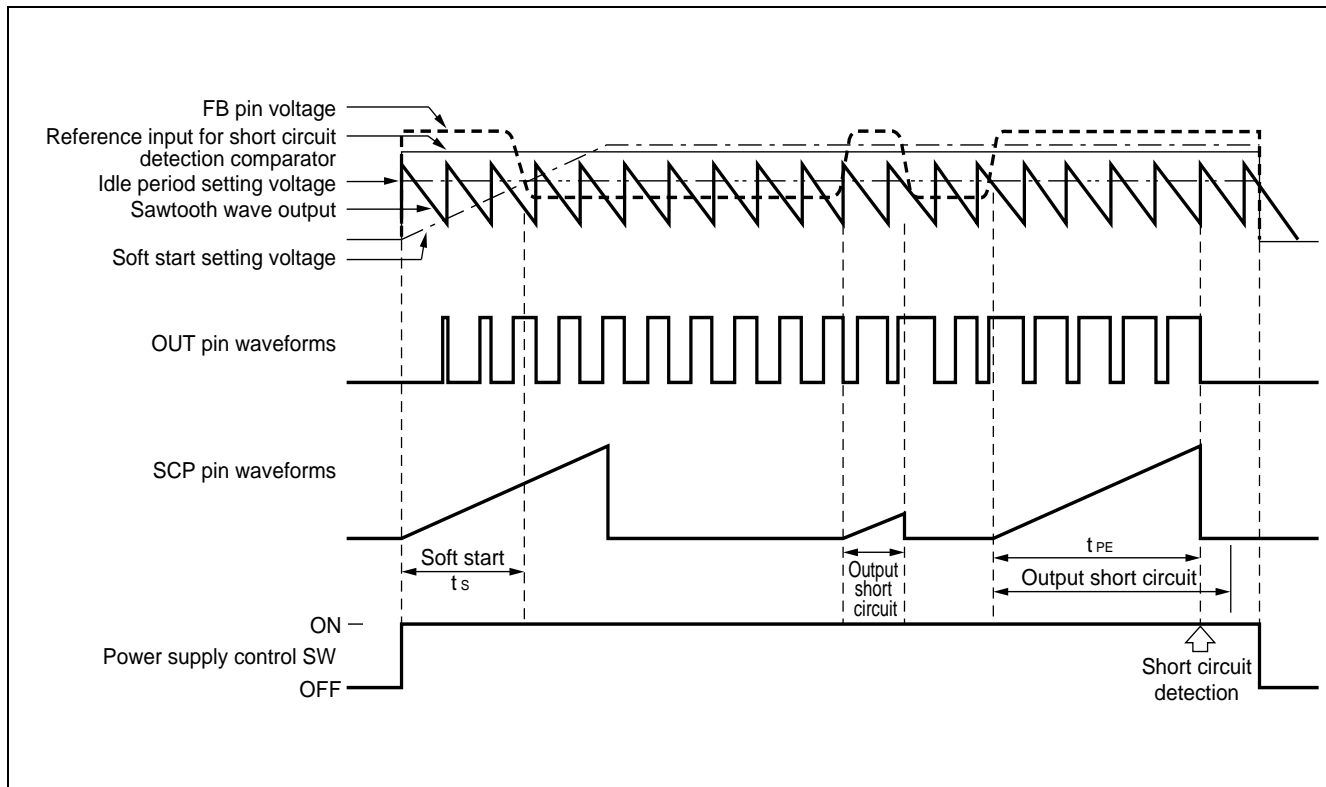 FB pin voltage
Reference input for short circuit
detection comparator
Idle period setting voltage
Sawtooth wave output
Soft start setting voltage
OUT pin waveforms
SCP pin waveforms
Soft start
t S
Output
short
circuit
t PE
Output short circuit
ON
Power supply control SW
OFF
Short circuit
detection